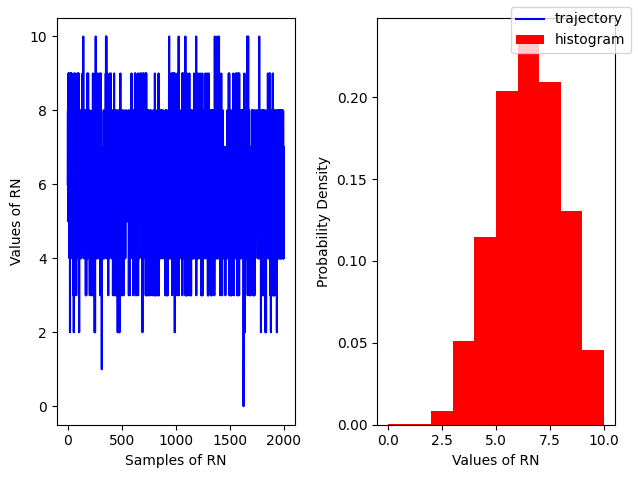 trajectory
histogram
Values of RN
10
8
6
4
2
0
0 500 1000 1500 2000
Samples of RN
Probability Density
0.20
0.15
0.10
0.05
0.00
0.0 2.5 5.0 7.5 10.0
Values of RN